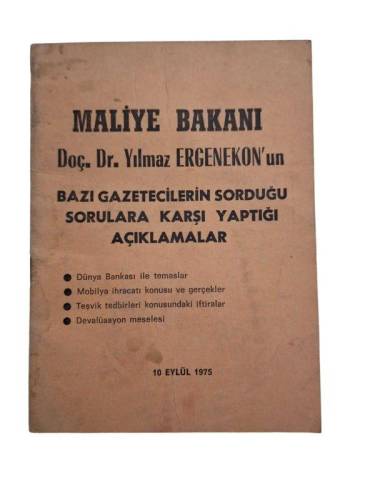 MALİYE BAKANI
Doç. Dr. Yılmaz ERGENEKON'un
BAZI GAZETECİLERİN SORDUĞU
SORULARA KARŞI YAPTIĞI
AÇIKLAMALAR
● Dünya Bankası ile temaslar
● Mobilya ihracatı konusu ve gerçekler
● Teşvik tedbirleri konusundaki iftiralar
● Devalüasyon meselesi
10 EYLÜL 1975